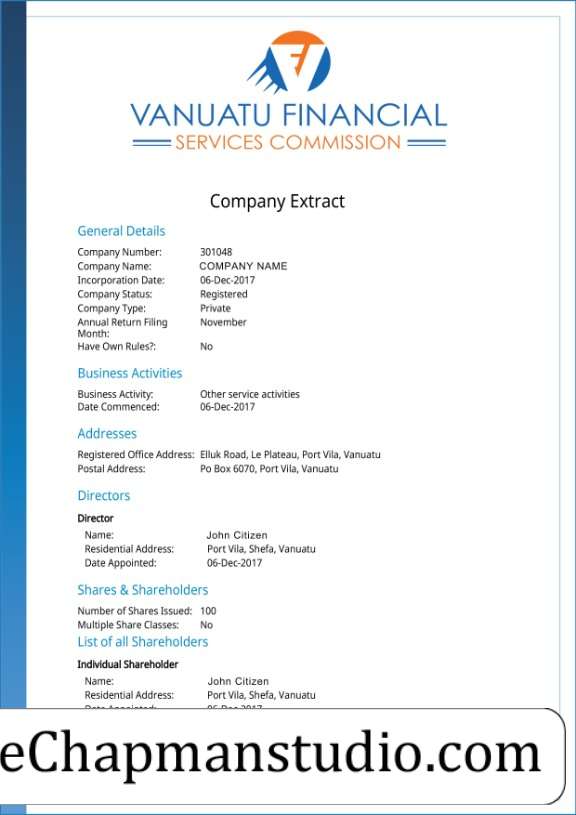 VANUATU FINANCIAL
SERVICES COMMISSION
Company Extract
General Details
Company Number: 301048
Company Name: COMPANY NAME
Incorporation Date: 06-Dec-2017
Company Status: Registered
Company Type: Private
Annual Return Filing November
Month:
Have Own Rules?: No
Business Activities
Business Activity: Other service activities
Date Commenced: 06-Dec-2017
Addresses
Registered Office Address: Elluk Road, Le Plateau, Port Vila, Vanuatu
Postal Address: Po Box 6070, Port Vila, Vanuatu
Directors
Director
Name: John Citizen
Residential Address: Port Vila, Shefa, Vanuatu
Date Appointed: 06-Dec-2017
Shares & Shareholders
Number of Shares Issued: 100
Multiple Share Classes: No
List of all Shareholders
Individual Shareholder
Name: John Citizen
Residential Address: Port Vila, Shefa, Vanuatu
Date Appointed: 06-Dec-2017
eChapmanstudio.com